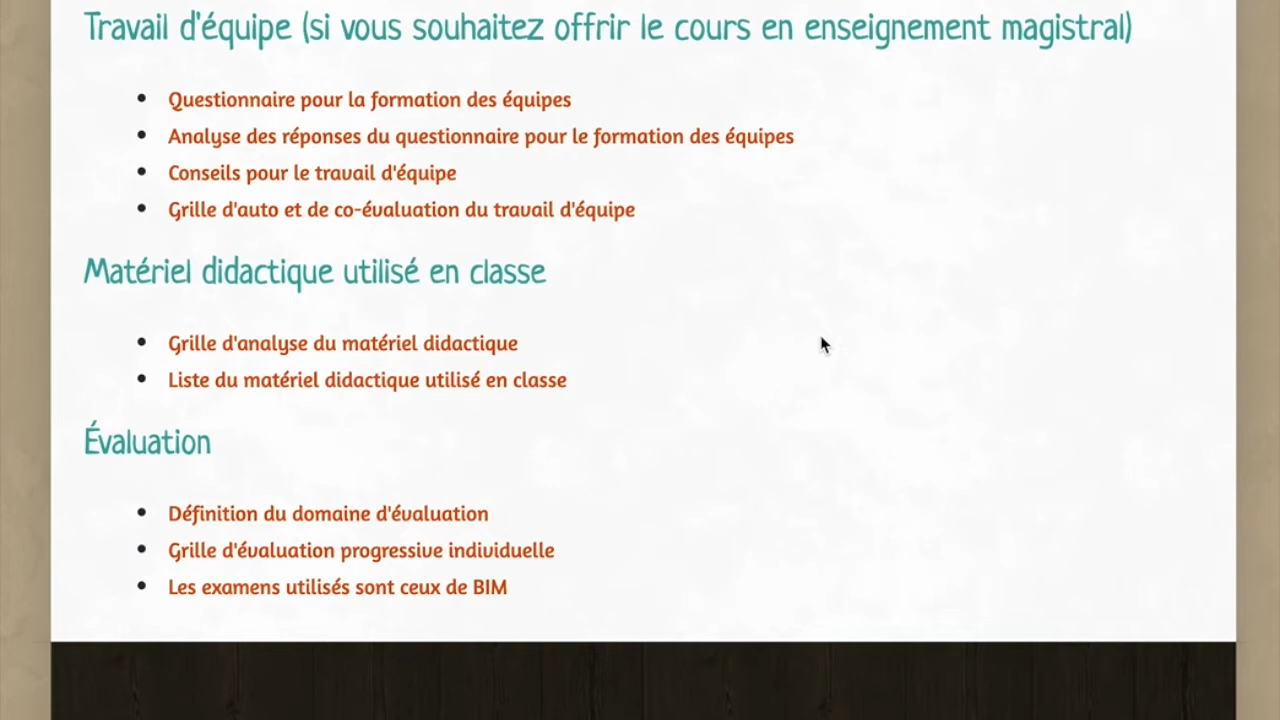 Travail d'équipe (si vous souhaitez offrir le cours en enseignement magistral)
Questionnaire pour la formation des équipes
Analyse des réponses du questionnaire pour le formation des équipes
Conseils pour le travail d'équipe
Grille d'auto et de co-évaluation du travail d'équipe
Matériel didactique utilisé en classe
Grille d'analyse du matériel didactique
Liste du matériel didactique utilisé en classe
Évaluation
Définition du domaine d'évaluation
Grille d'évaluation progressive individuelle
Les examens utilisés sont ceux de BIM